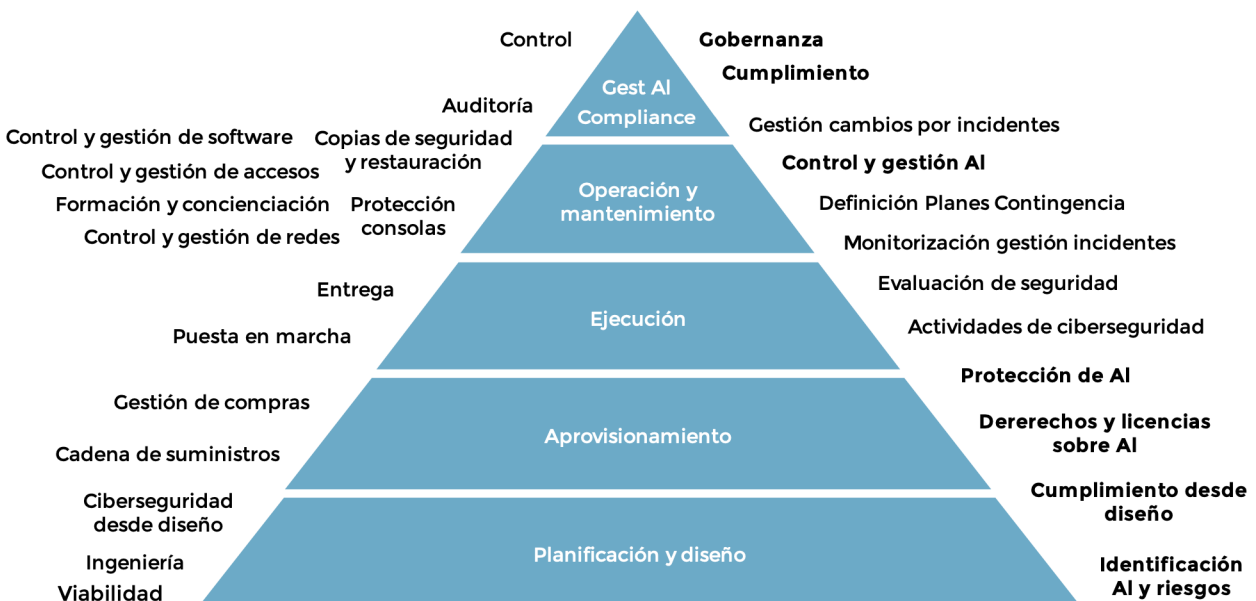 Control
Gobernanza
Cumplimiento
Gest AI
Compliance
Auditoría
Gestión cambios por incidentes
Control y gestión de software
Copias de seguridad
y restauración
Control y gestión AI
Control y gestión de accesos
Operación y
mantenimiento
Formación y concienciación
Protección
consolas
Definición Planes Contingencia
Control y gestión de redes
Monitorización gestión incidentes
Entrega
Evaluación de seguridad
Ejecución
Puesta en marcha
Actividades de ciberseguridad
Protección de AI
Gestión de compras
Dererechos y licencias
sobre AI
Aprovisionamiento
Cadena de suministros
Ciberseguridad
desde diseño
Cumplimiento desde
diseño
Planificación y diseño
Ingeniería
Viabilidad
Identificación
AI y riesgos